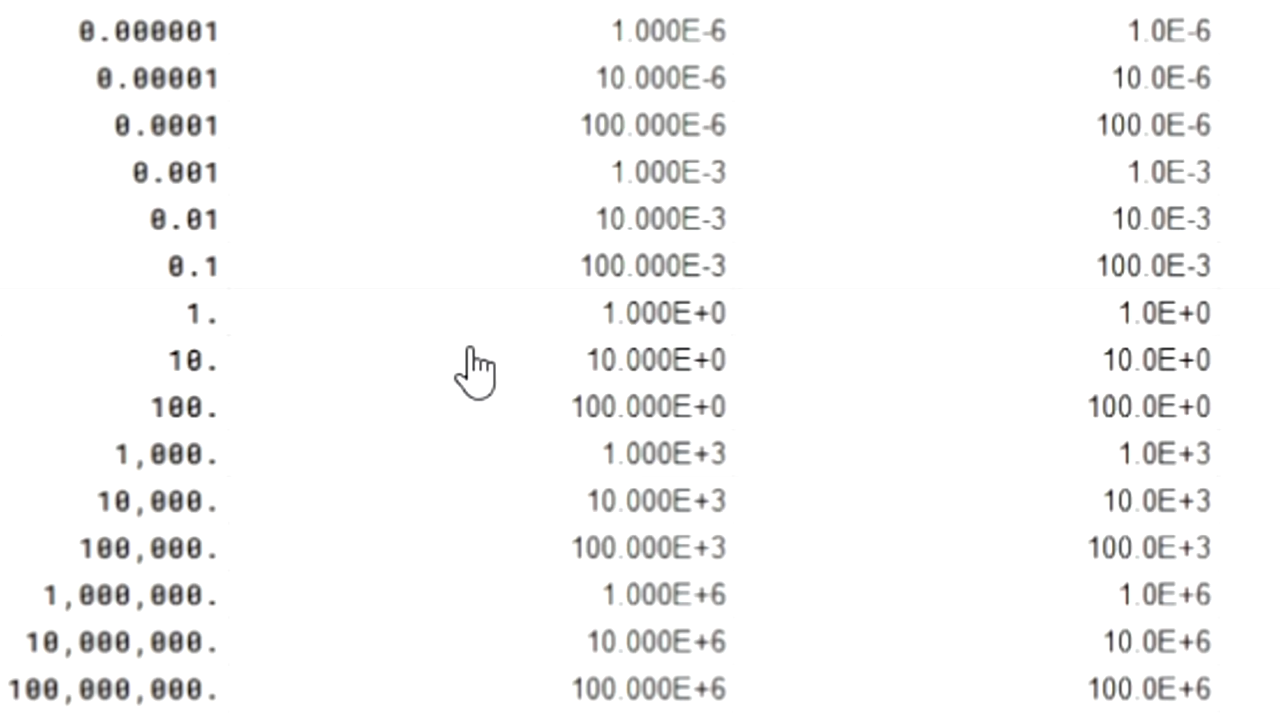 0.000001 1.000E-6 1.0E-6
0.00001 10.000E-6 10.0E-6
0.0001 100.000E-6 100.0E-6
0.001 1.000E-3 1.0E-3
0.01 10.000E-3 10.0E-3
0.1 100.000E-3 100.0E-3
1. 1.000E+0 1.0E+0
10. 10.000E+0 10.0E+0
100. 100.000E+0 100.0E+0
1,000. 1.000E+3 1.0E+3
10,000. 10.000E+3 10.0E+3
100,000. 100.000E+3 100.0E+3
1,000,000. 1.000E+6 1.0E+6
10,000,000. 10.000E+6 10.0E+6
100,000,000. 100.000E+6 100.0E+6